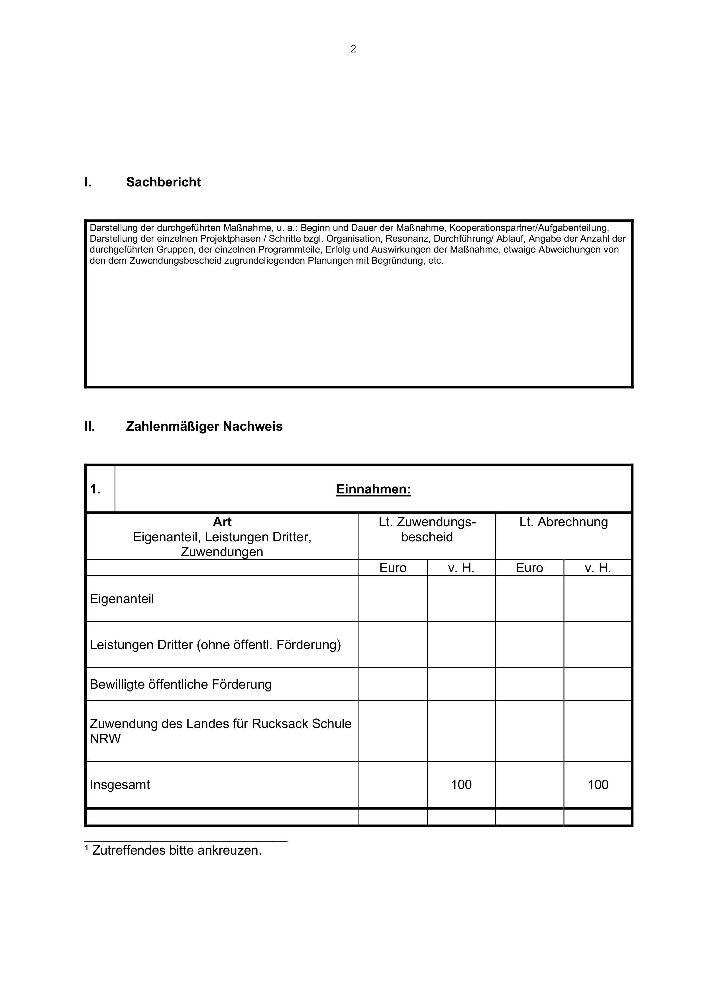 2
I. Sachbericht
Darstellung der durchgeführten Maßnahme, u. a.: Beginn und Dauer der Maßnahme, Kooperationspartner/Aufgabenteilung,
Darstellung der einzelnen Projektphasen / Schritte bzgl. Organisation, Resonanz, Durchführung/ Ablauf, Angabe der Anzahl der
durchgeführten Gruppen, der einzelnen Programmteile, Erfolg und Auswirkungen der Maßnahme, etwaige Abweichungen von
den dem Zuwendungsbescheid zugrundeliegenden Planungen mit Begründung, etc.
II. Zahlenmäßiger Nachweis
1. Einnahmen:
Art Lt. Zuwendungs- Lt. Abrechnung
Eigenanteil, Leistungen Dritter, bescheid
Zuwendungen
Euro v. H. Euro v. H.
Eigenanteil
Leistungen Dritter (ohne öffentl. Förderung)
Bewilligte öffentliche Förderung
Zuwendung des Landes für Rucksack Schule
NRW
Insgesamt 100 100
¹ Zutreffendes bitte ankreuzen.